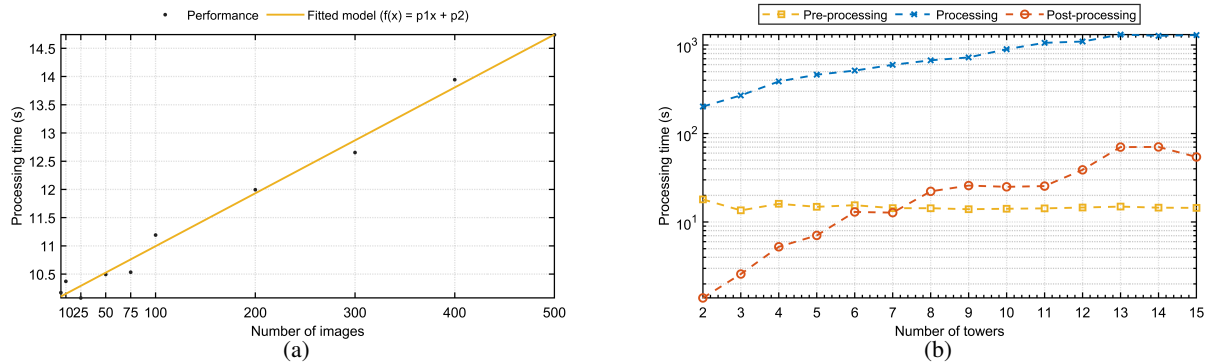 Performance
Fitted model (f(x) = p1x + p2)
Processing time (s)
14.5
14
13.5
13
12.5
12
11.5
11
10.5
10 25 50 75 100 200 300 400 500
Number of images
(a)
Pre-processing
Processing
Post-processing
Processing time (s)
10^3
10^2
10^1
2 3 4 5 6 7 8 9 10 11 12 13 14 15
Number of towers
(b)